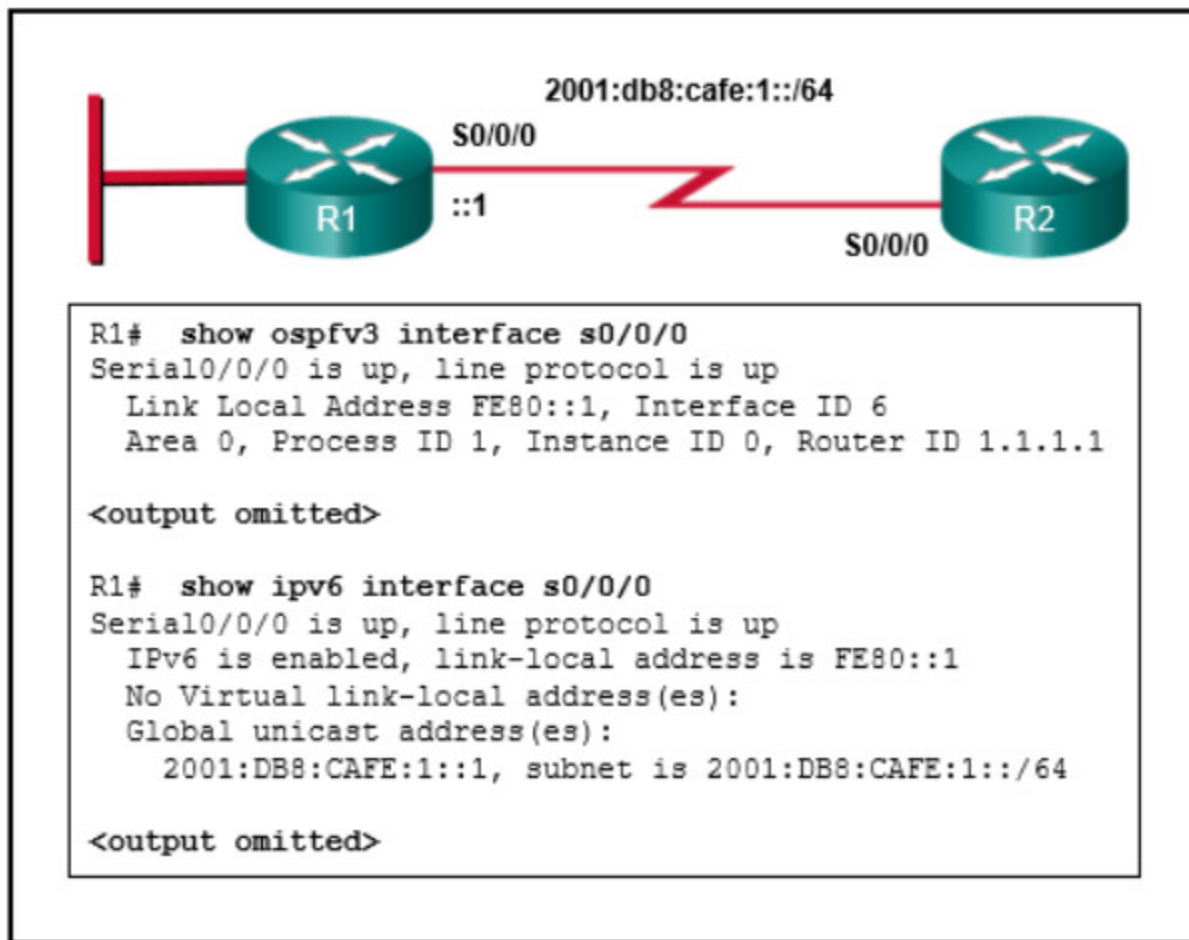 2001:db8:cafe:1::/64
S0/0/0
R1
::1
R2
S0/0/0
R1# show ospfv3 interface s0/0/0
Serial0/0/0 is up, line protocol is up
Link Local Address FE80::1, Interface ID 6
Area 0, Process ID 1, Instance ID 0, Router ID 1.1.1.1
<output omitted>
R1# show ipv6 interface s0/0/0
Serial0/0/0 is up, line protocol is up
IPv6 is enabled, link-local address is FE80::1
No Virtual link-local address(es):
Global unicast address(es):
2001:DB8:CAFE:1::1, subnet is 2001:DB8:CAFE:1::/64
<output omitted>